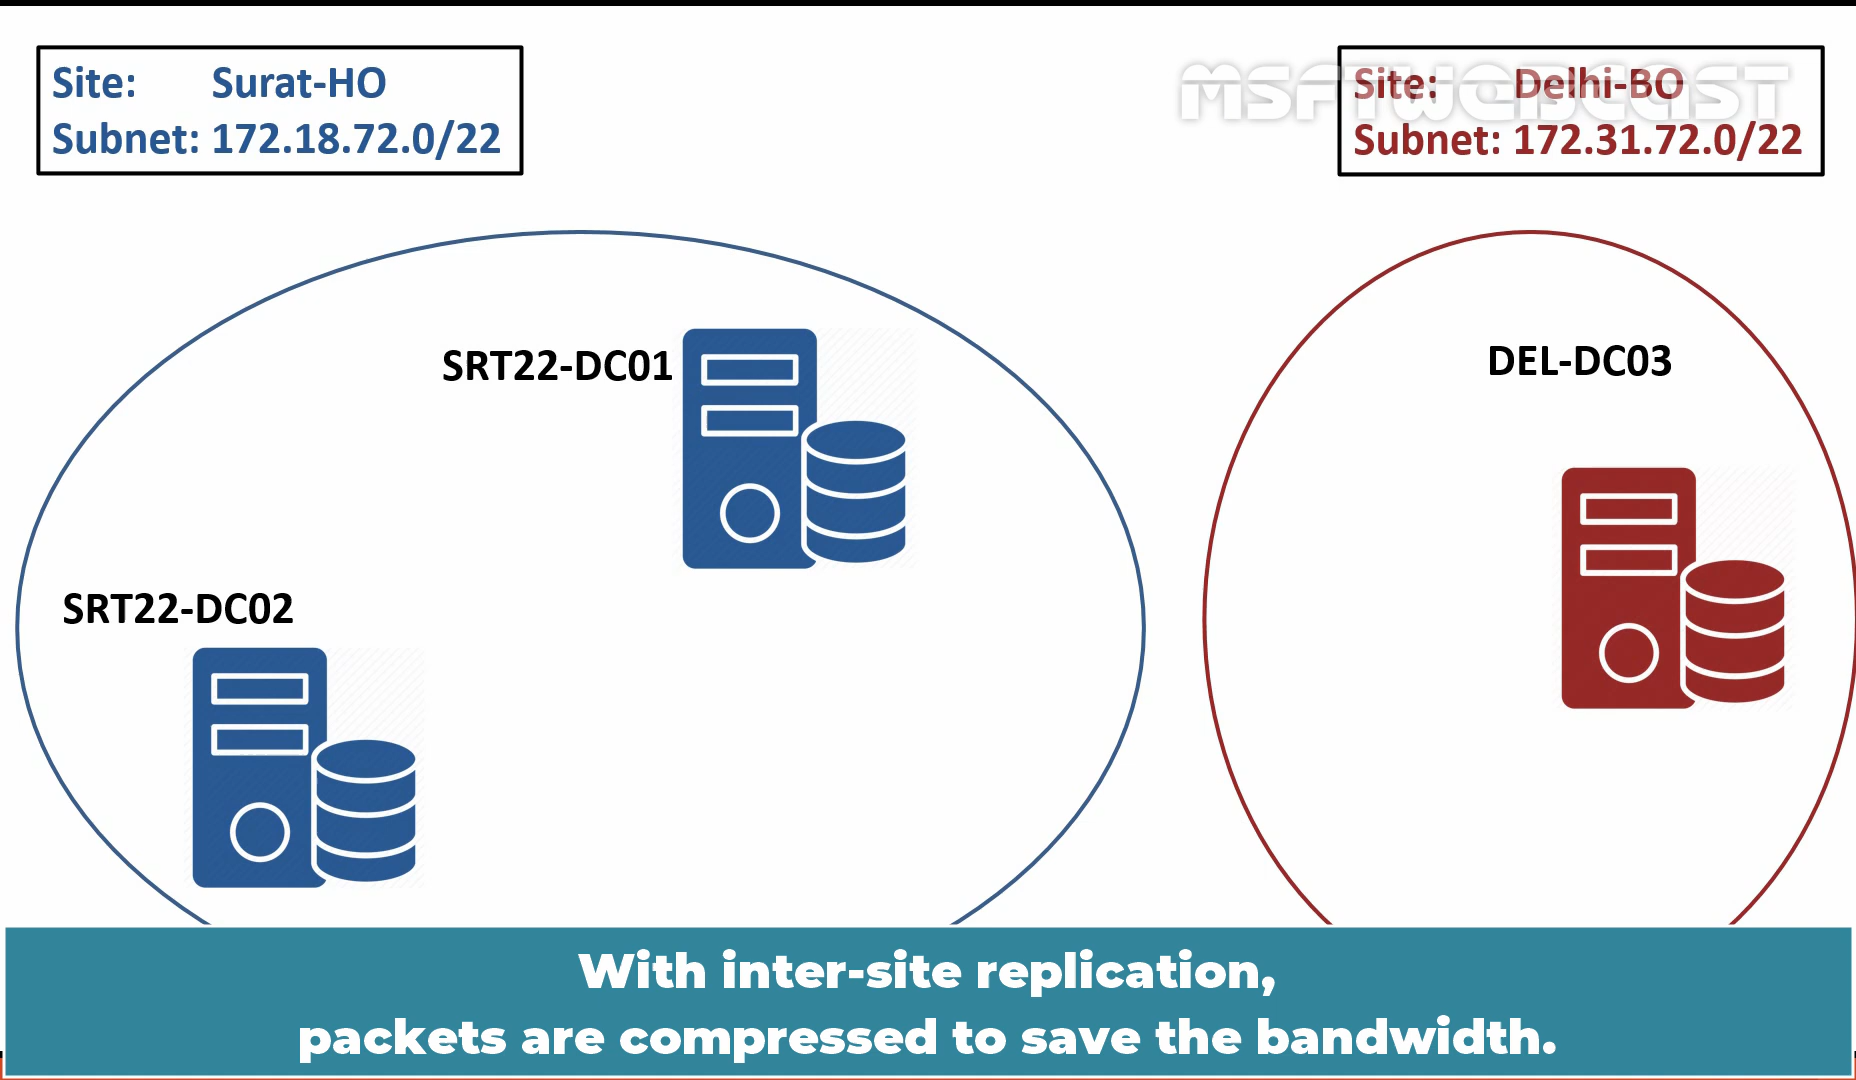 Site: Surat-HO
Subnet: 172.18.72.0/22
MSFTWEBCAST
Site: Delhi-BO
Subnet: 172.31.72.0/22
SRT22-DC01
DEL-DC03
SRT22-DC02
With inter-site replication,
packets are compressed to save the bandwidth.